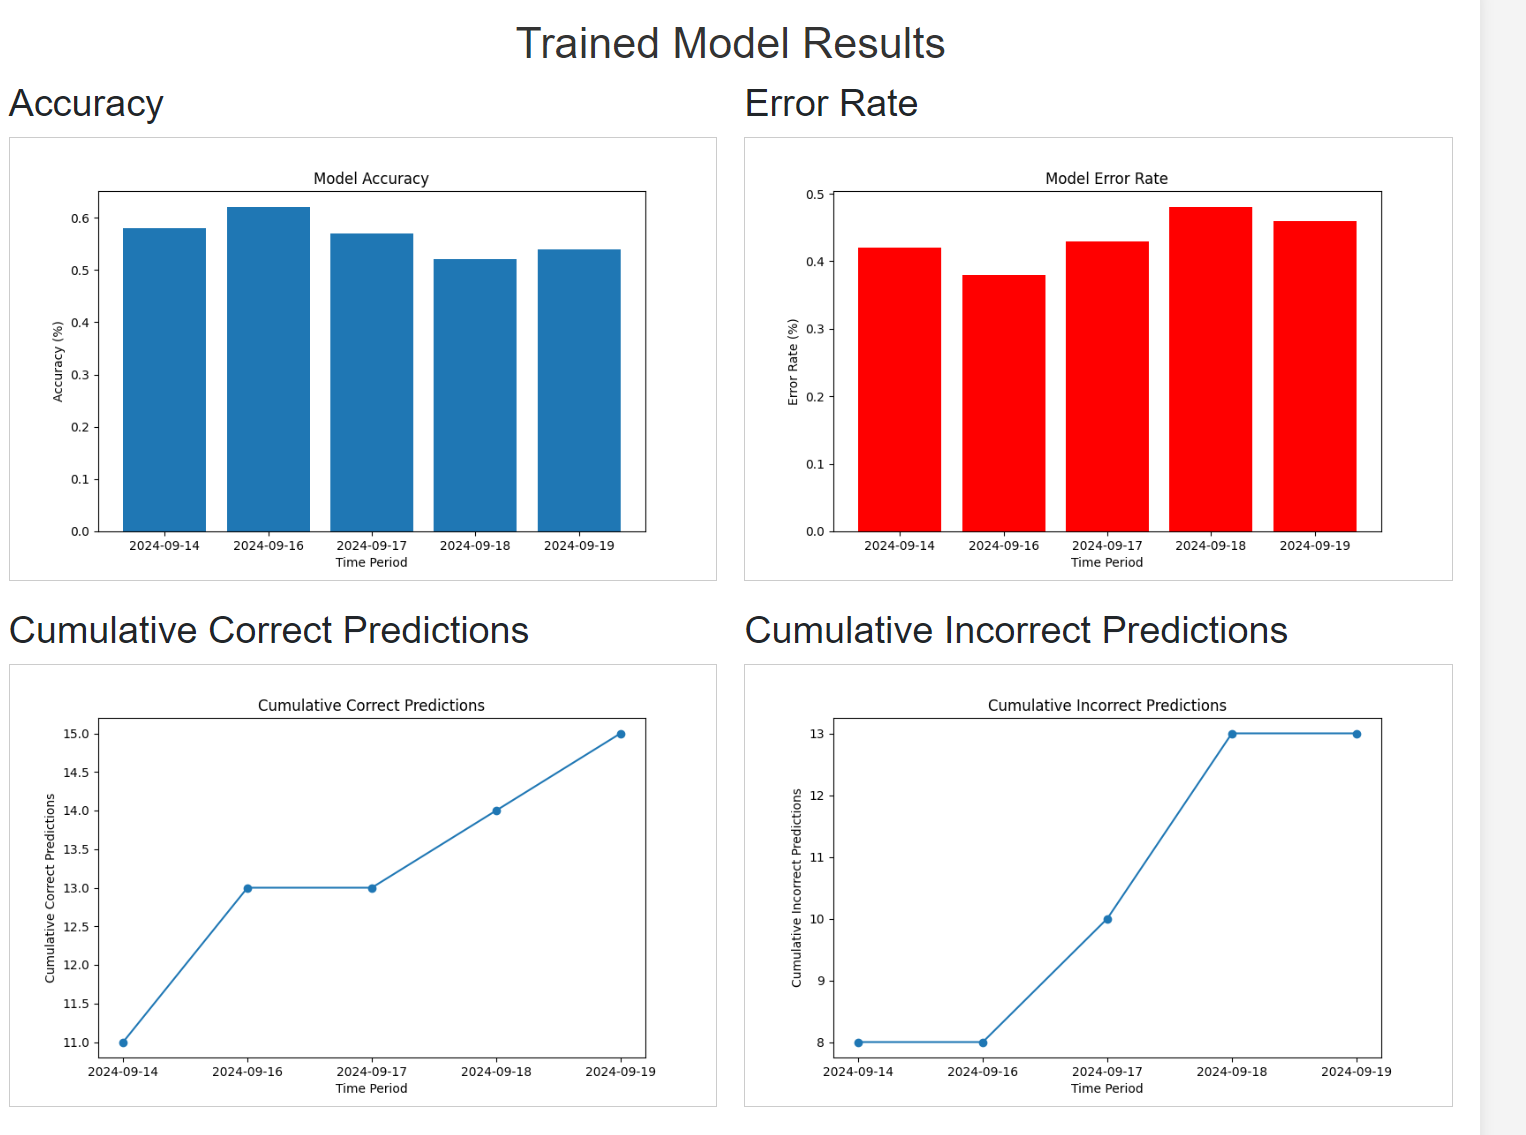 Trained Model Results
Accuracy
Model Accuracy
Accuracy (%)
0.6
0.5
0.4
0.3
0.2
0.1
0.0
2024-09-14 2024-09-16 2024-09-17 2024-09-18 2024-09-19
Time Period
Error Rate
Model Error Rate
Error Rate (%)
0.5
0.4
0.3
0.2
0.1
0.0
2024-09-14 2024-09-16 2024-09-17 2024-09-18 2024-09-19
Time Period
Cumulative Correct Predictions
Cumulative Correct Predictions
Cumulative Correct Predictions
15.0
14.5
14.0
13.5
13.0
12.5
12.0
11.5
11.0
2024-09-14 2024-09-16 2024-09-17 2024-09-18 2024-09-19
Time Period
Cumulative Incorrect Predictions
Cumulative Incorrect Predictions
Cumulative Incorrect Predictions
13
12
11
10
9
8
2024-09-14 2024-09-16 2024-09-17 2024-09-18 2024-09-19
Time Period